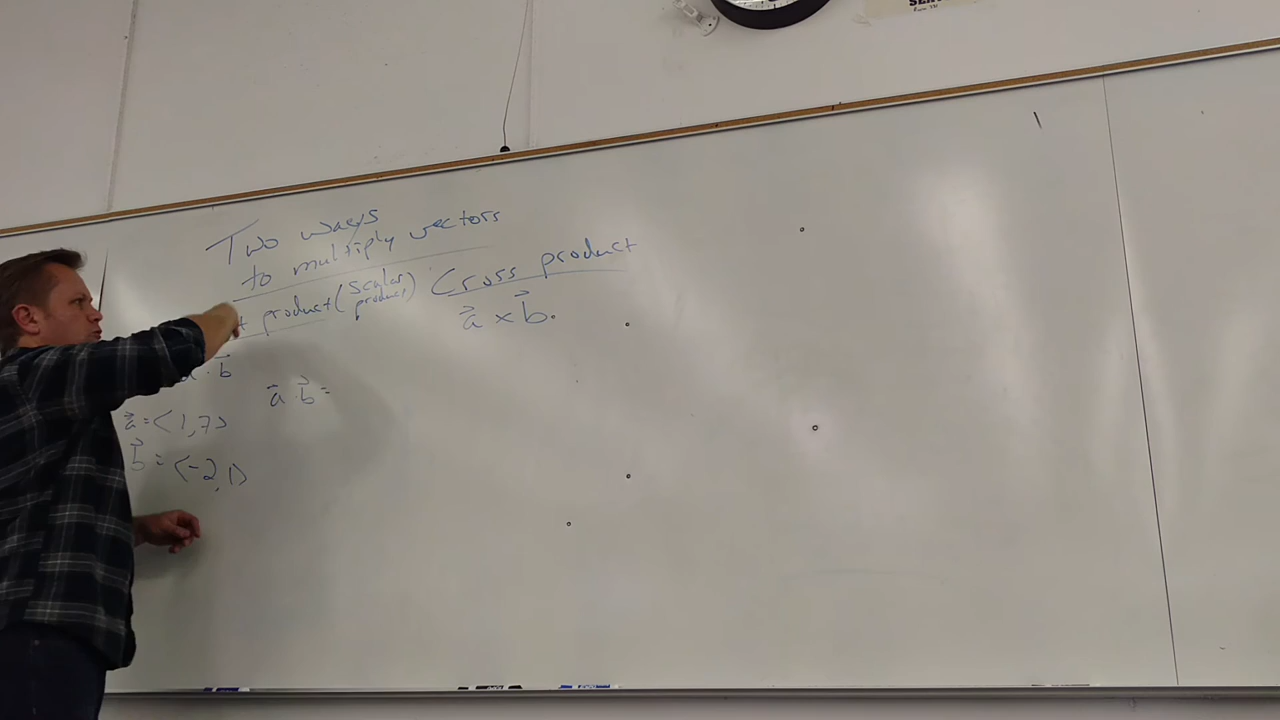 Two ways
to multiply vectors
product (scalar product)
Cross product
a⃗ × b⃗.
· b⃗
a⃗·b⃗=
a⃗=<1,7>
b⃗=<-2,1>